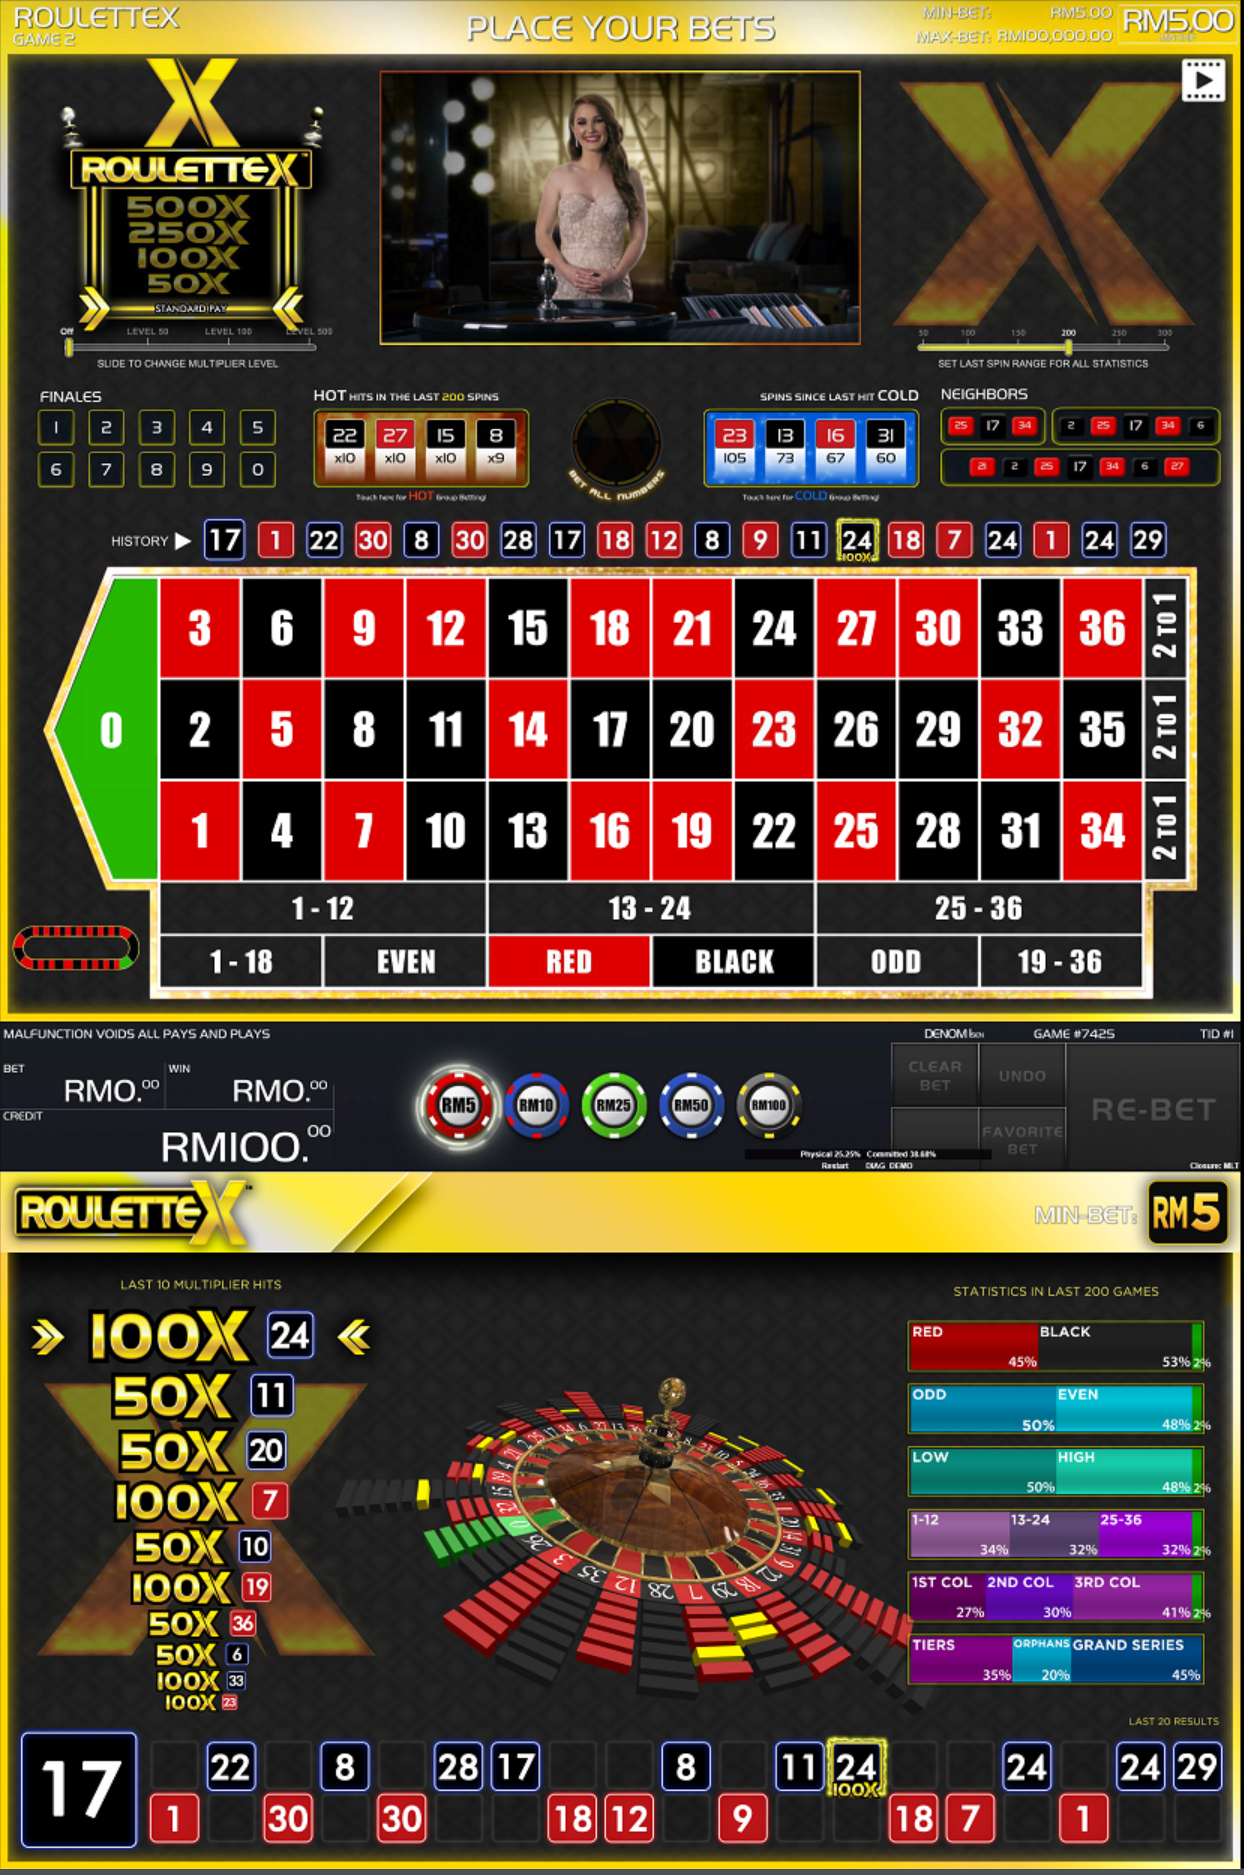 ROULETTEX
GAME 2
PLACE YOUR BETS
MIN-BET: RM5.00
MAX-BET: RM100,000.00
RM5.00
ROULETTEX™
500X
250X
100X
50X
STANDARD PAY
Off LEVEL 50 LEVEL 100 LEVEL 500
SLIDE TO CHANGE MULTIPLIER LEVEL
50 100 150 200 250 300
SET LAST SPIN RANGE FOR ALL STATISTICS
FINALES
1 2 3 4 5
6 7 8 9 0
HOT HITS IN THE LAST 200 SPINS
22 27 15 8
x10 x10 x10 x9
Touch here for HOT Group Betting!
BET ALL NUMBERS
SPINS SINCE LAST HIT COLD
23 13 16 31
105 73 67 60
Touch here for COLD Group Betting!
NEIGHBORS
25 17 34 2 25 17 34 6
21 2 25 17 34 6 27
HISTORY 17 1 22 30 8 30 28 17 18 12 8 9 11 24 18 7 24 1 24 29
100X
3 6 9 12 15 18 21 24 27 30 33 36 2 TO 1
0 2 5 8 11 14 17 20 23 26 29 32 35 2 TO 1
1 4 7 10 13 16 19 22 25 28 31 34 2 TO 1
1 - 12 13 - 24 25 - 36
1 - 18 EVEN RED BLACK ODD 19 - 36
MALFUNCTION VOIDS ALL PAYS AND PLAYS
DENOM 1SEN GAME #7425 TID #1
BET RM0.00 WIN RM0.00
CREDIT
RM100.00
RM5 RM10 RM25 RM50 RM100
CLEAR BET UNDO
RE-BET
FAVORITE BET
Physical 25.25% Committed 38.68%
Restart DIAG DEMO
Closure: MLT
ROULETTEX™
MIN-BET: RM5
LAST 10 MULTIPLIER HITS
100X 24
50X 11
50X 20
100X 7
50X 10
100X 19
50X 36
50X 6
100X 33
100X 23
STATISTICS IN LAST 200 GAMES
RED BLACK
45% 53% 2%
ODD EVEN
50% 48% 2%
LOW HIGH
50% 48% 2%
1-12 13-24 25-36
34% 32% 32% 2%
1ST COL 2ND COL 3RD COL
27% 30% 41% 2%
TIERS ORPHANS GRAND SERIES
35% 20% 45%
0 26 3 35 12 28 7 29 18 22 9 31 14
LAST 20 RESULTS
17 22 8 28 17 8 11 24 24 24 29
100X
1 30 30 18 12 9 18 7 1